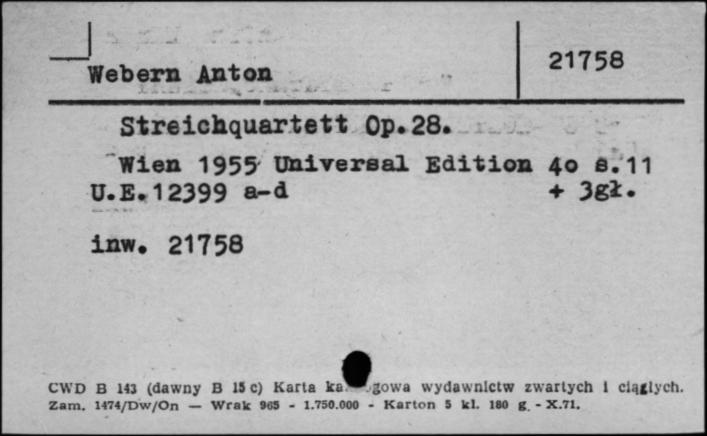 21758
Webern Anton
Streichquartett Op.28.
Wien 1955 Universal Edition 4o s.11
U.E.12399 a-d + 3gł.
inw. 21758
CWD B 143 (dawny B 15 c) Karta wydawnictw zwartych i ciągłych.
Zam. 1474/Dw/On — Wrak 965 - 1.750.000 - Karton 5 kl. 180 g. - X.71.